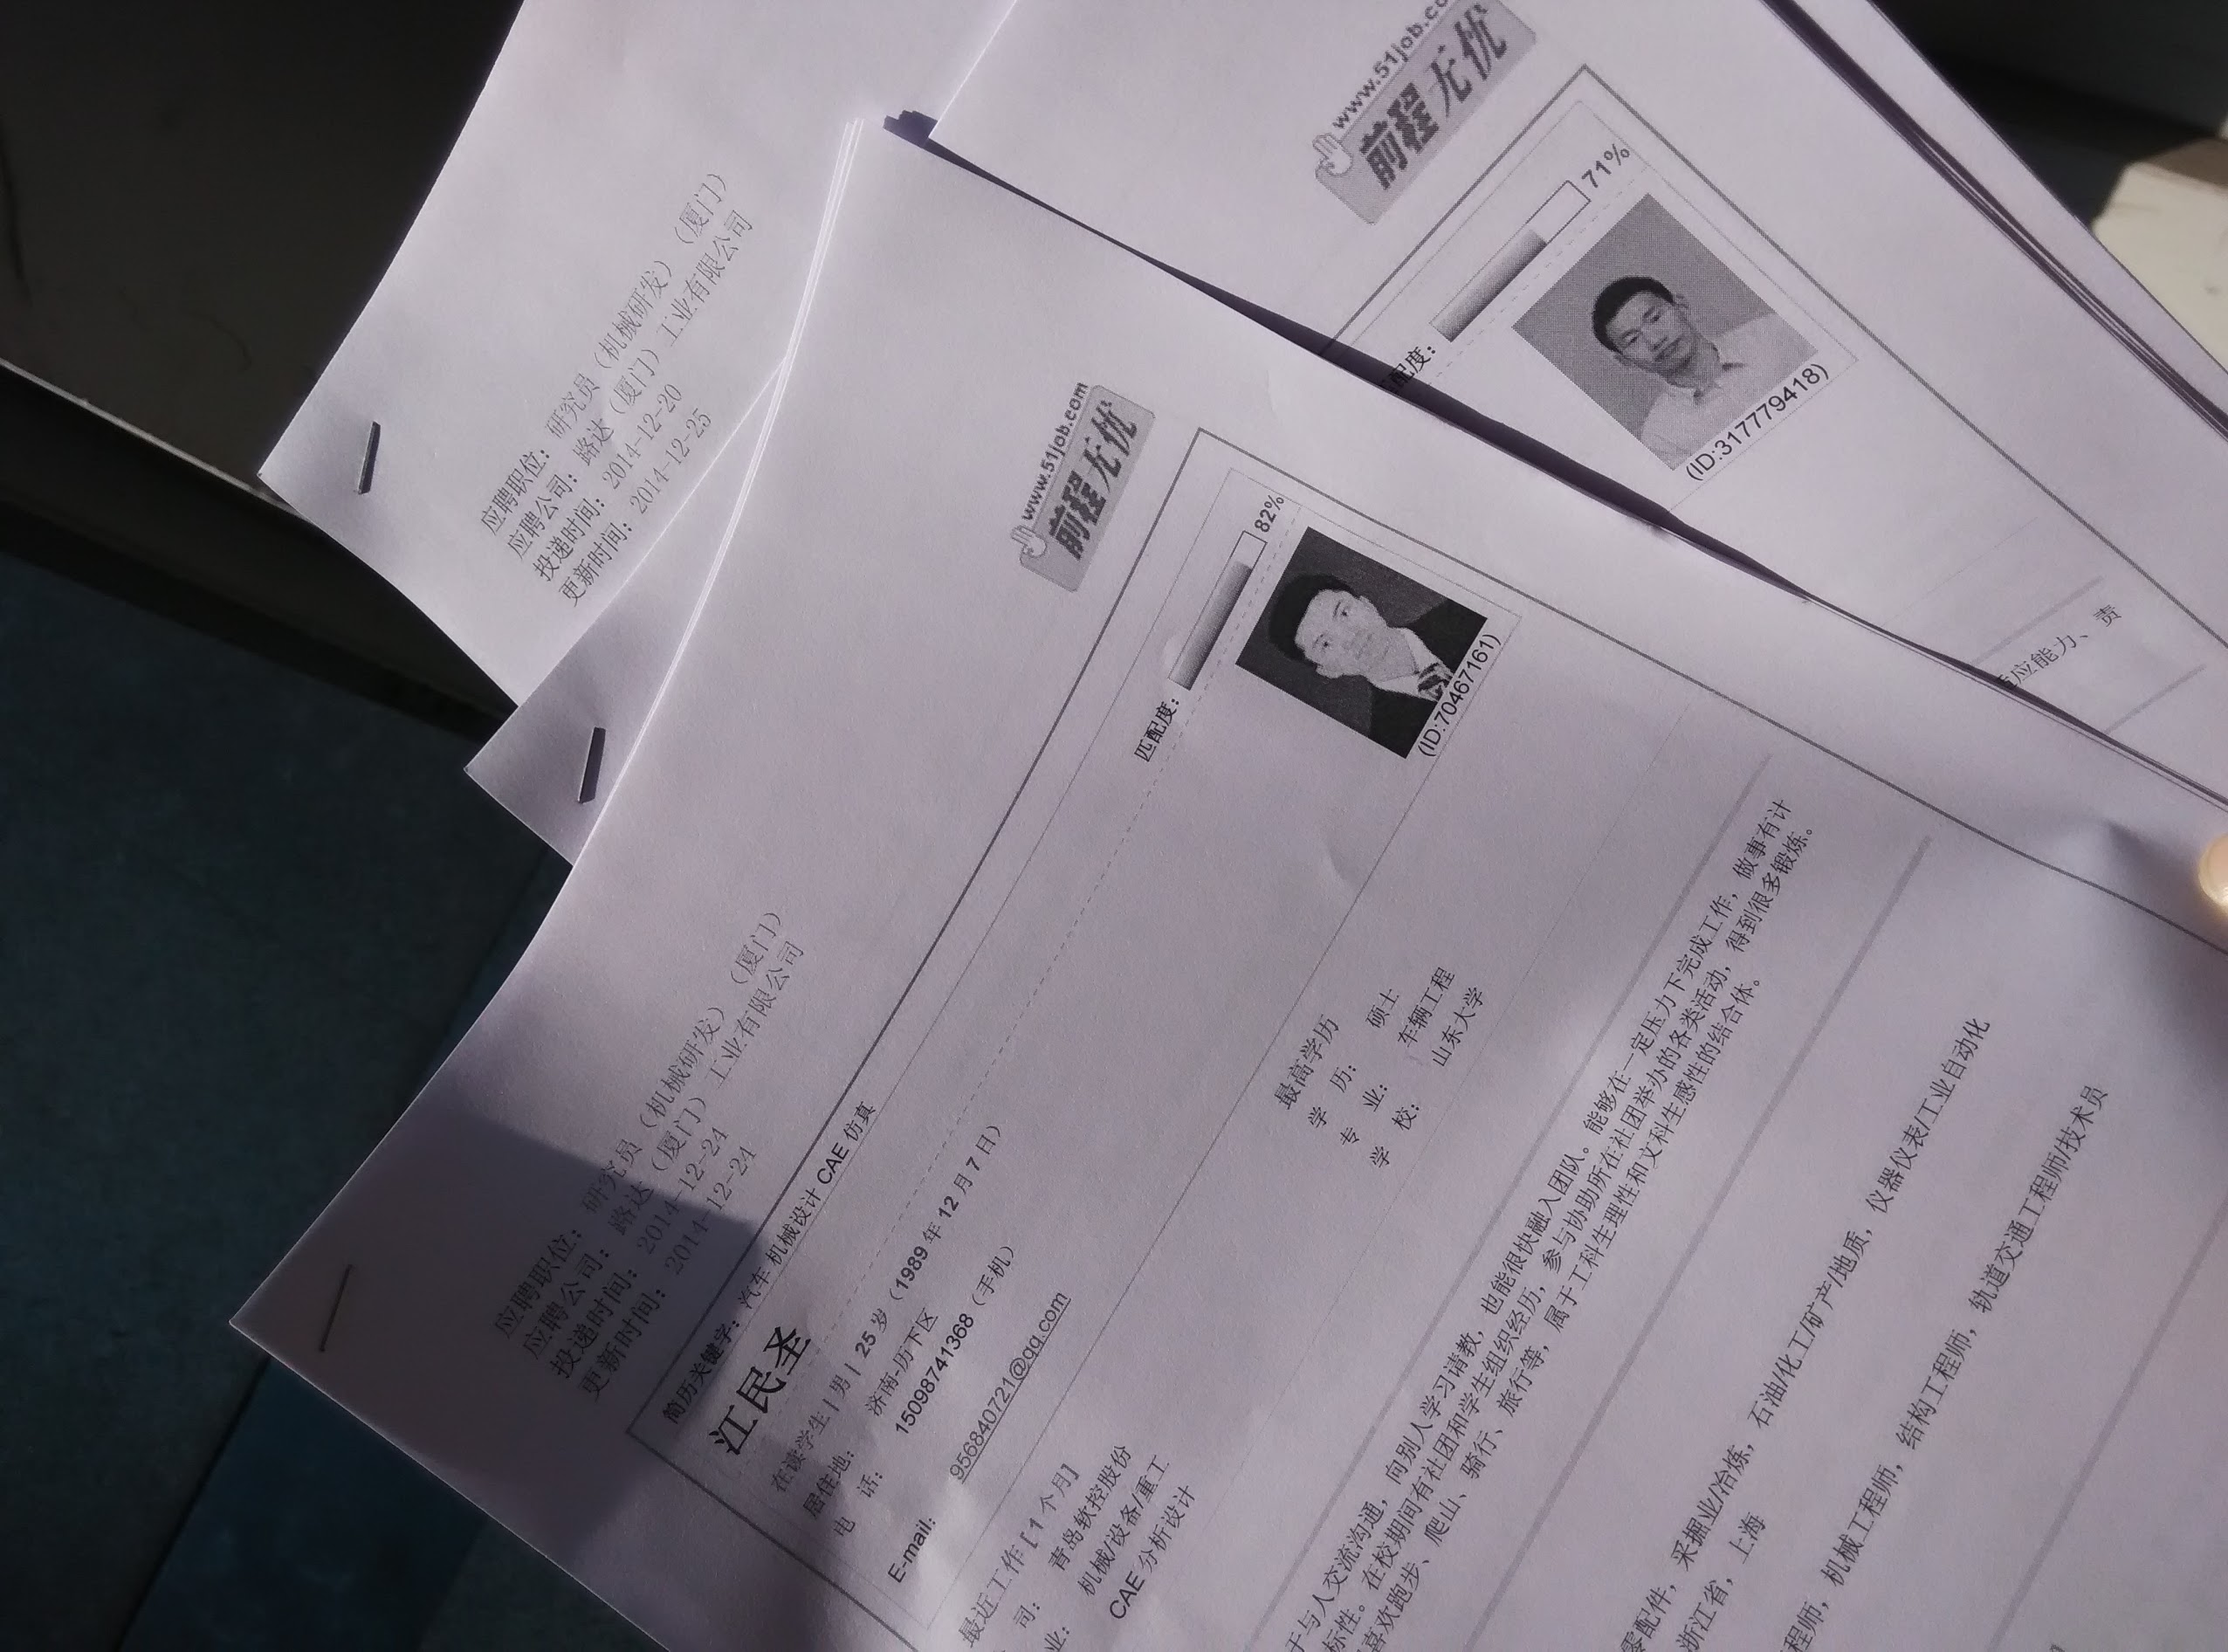 应聘职位： 研究员（机械研发）（厦门）
应聘公司： 路达（厦门）工业有限公司
投递时间： 2014-12-20
更新时间： 2014-12-25
www.51job.co
前程无忧
配度： 71%
(ID:317779418)
应能力、责
应聘职位： 研究员（机械研发）（厦门）
应聘公司： 路达（厦门）工业有限公司
投递时间： 2014-12-24
更新时间： 2014-12-24
www.51job.com
前程无忧
简历关键字： 汽车 机械设计 CAE 仿真
匹配度： 82%
江民圣
在读学生 | 男 | 25 岁（1989 年 12 月 7 日）
居住地： 济南-历下区
电 话： 15098741368（手机）
E-mail: 956840721@qq.com
(ID:70467161)
最近工作 [ 1 个月]
司： 青岛软控股份
业： 机械/设备/重工
CAE 分析设计
最高学历
学 历： 硕士
专 业： 车辆工程
学 校： 山东大学
于与人交流沟通，向别人学习请教，也能很快融入团队。能够在一定压力下完成工作，做事有计
标性。在校期间有社团和学生组织经历，参与协助所在社团举办的各类活动，得到很多锻炼。
喜欢跑步、爬山、骑行、旅行等，属于工科生理性和文科生感性的结合体。
零配件，采掘业/冶炼，石油/化工/矿产/地质，仪器仪表/工业自动化
浙江省，上海
程师，机械工程师，结构工程师，轨道交通工程师/技术员